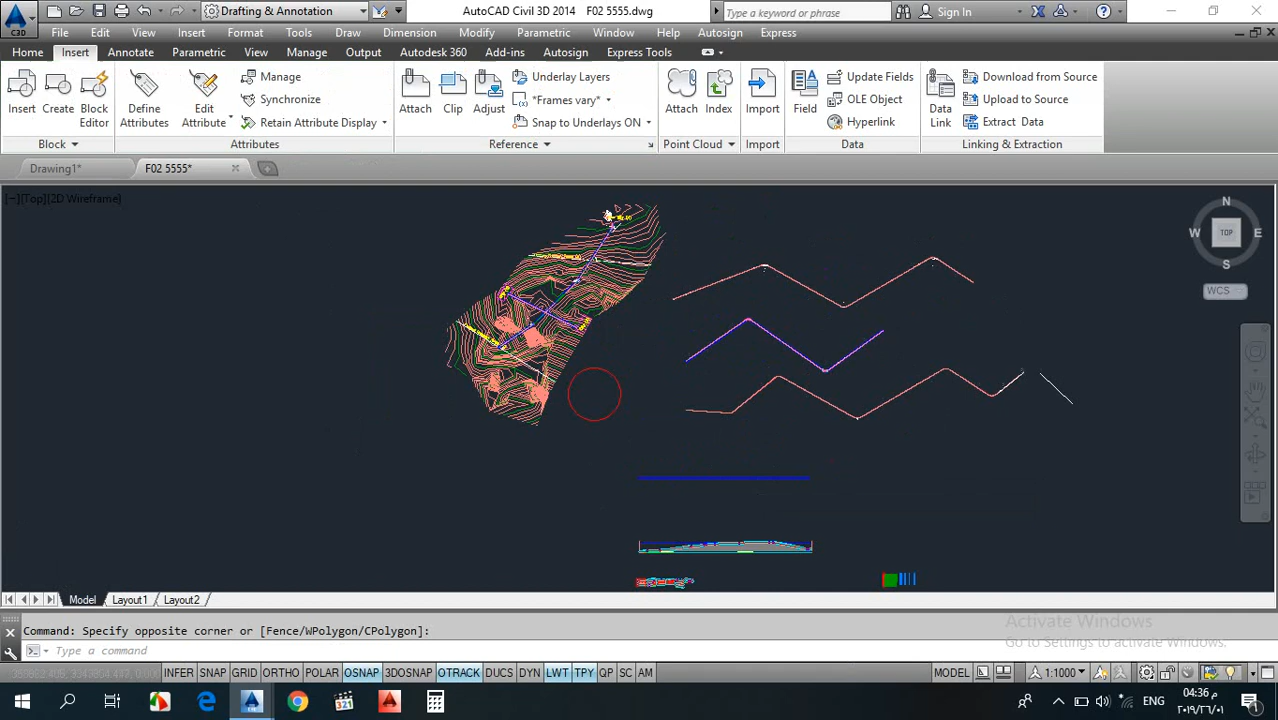 Drafting & Annotation
AutoCAD Civil 3D 2014 F02 5555.dwg
Type a keyword or phrase
Sign In
C3D
File Edit View Insert Format Tools Draw Dimension Modify Parametric Window Autosign Express
Home Insert Annotate Parametric View Manage Output Autodesk 360 Add-ins Autosign Express Tools
Insert
Create
Block Editor
Block
Define Attributes
Edit Attribute
Manage
Synchronize
Retain Attribute Display
Attributes
Attach
Clip
Adjust
Underlay Layers
*Frames vary*
Snap to Underlays ON
Reference
Attach
Index
Point Cloud
Import
Import
Field
Update Fields
OLE Object
Hyperlink
Data
Data Link
Download from Source
Upload to Source
Extract Data
Linking & Extraction
Drawing1*
F02 5555*
[−][Top][2D Wireframe]
N
W TOP E
S
WCS
Model Layout1 Layout2
Command: Specify opposite corner or [Fence/WPolygon/CPolygon]:
Type a command
Activate Windows
Go to Settings to activate Windows.
INFER SNAP GRID ORTHO POLAR OSNAP 3DOSNAP OTRACK DUCS DYN LWT TPY QP SC AM
MODEL
1:1000
321
ENG
04:36 م
٢٠١٩/٢٦/٠١
1